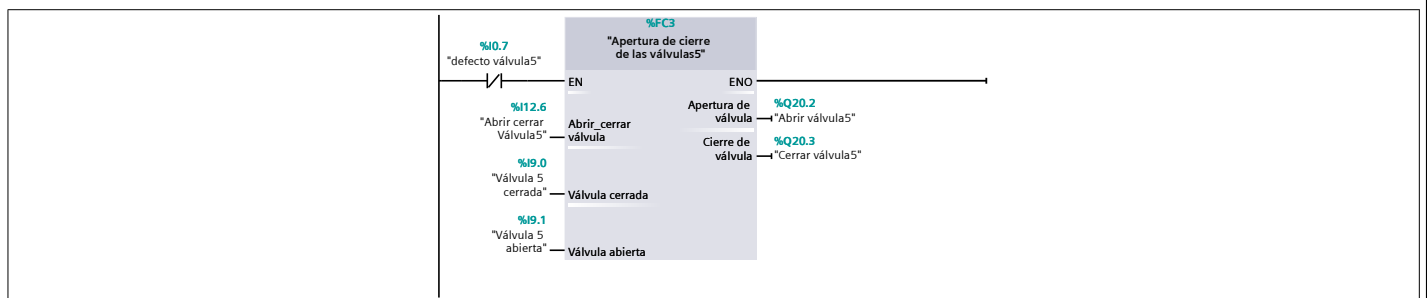 %FC3
"Apertura de cierre
de las válvulas5"
%I0.7
"defecto válvula5"
EN
ENO
%I12.6
"Abrir cerrar
Válvula5"
Abrir_cerrar
válvula
Apertura de
válvula
%Q20.2
"Abrir válvula5"
Cierre de
válvula
%Q20.3
"Cerrar válvula5"
%I9.0
"Válvula 5
cerrada"
Válvula cerrada
%I9.1
"Válvula 5
abierta"
Válvula abierta